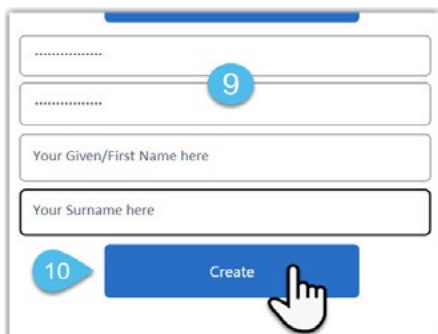 ---------------
9
----------------
Your Given/First Name here
Your Surname here
10
Create